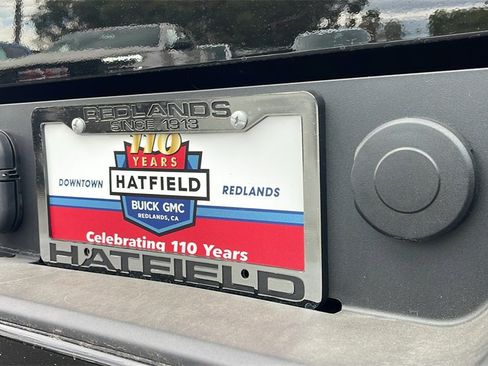 REDLANDS
SINCE 1913
110
YEARS
DOWNTOWN HATFIELD REDLANDS
BUICK GMC
REDLANDS, CA
Celebrating 110 Years
HATFIELD